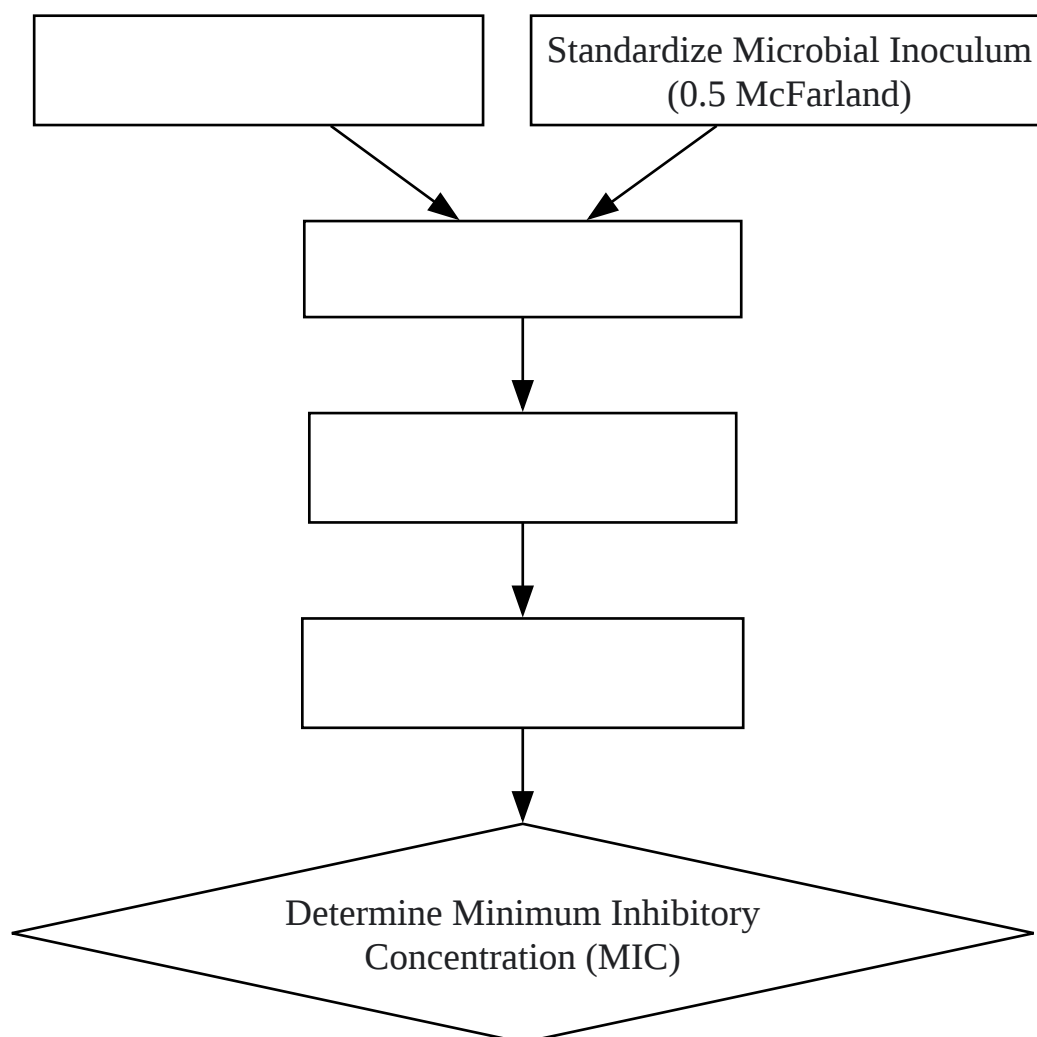 Standardize Microbial Inoculum
(0.5 McFarland)
Determine Minimum Inhibitory
Concentration (MIC)